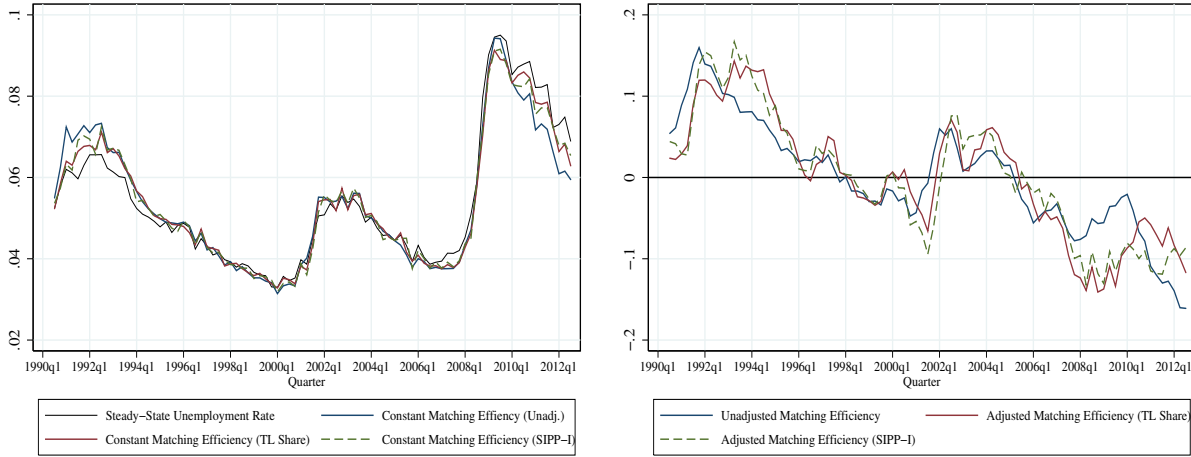 .1
.08
.06
.04
.02
1990q1 1992q1 1994q1 1996q1 1998q1 2000q1 2002q1 2004q1 2006q1 2008q1 2010q1 2012q1
Quarter
Steady−State Unemployment Rate
Constant Matching Effiency (Unadj.)
Constant Matching Efficiency (TL Share)
Constant Matching Efficiency (SIPP−I)
.2
.1
0
−.1
−.2
1990q1 1992q1 1994q1 1996q1 1998q1 2000q1 2002q1 2004q1 2006q1 2008q1 2010q1 2012q1
Quarter
Unadjusted Matching Efficiency
Adjusted Matching Efficiency (TL Share)
Adjusted Matching Efficiency (SIPP−I)